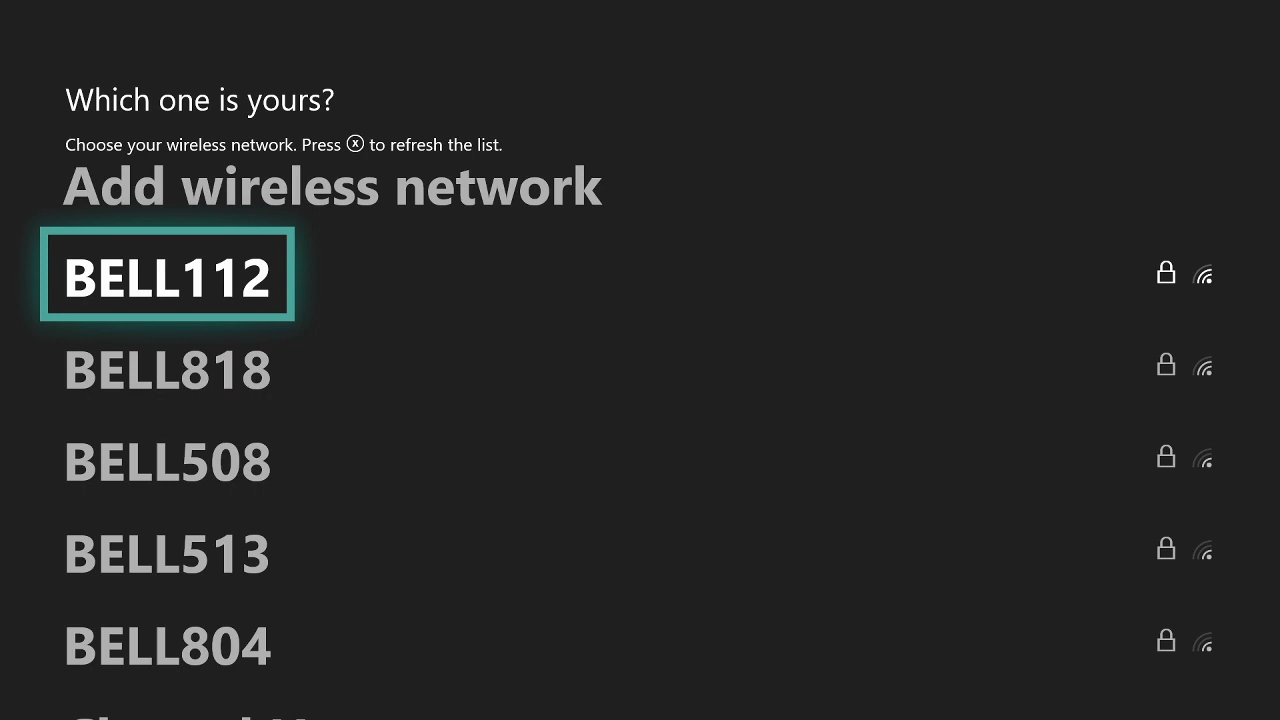 Which one is yours?
Choose your wireless network. Press ⓧ to refresh the list.
Add wireless network
BELL112
BELL818
BELL508
BELL513
BELL804